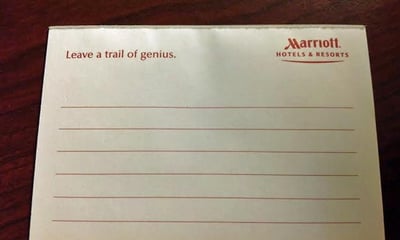 Leave a trail of genius.
Marriott
HOTELS & RESORTS